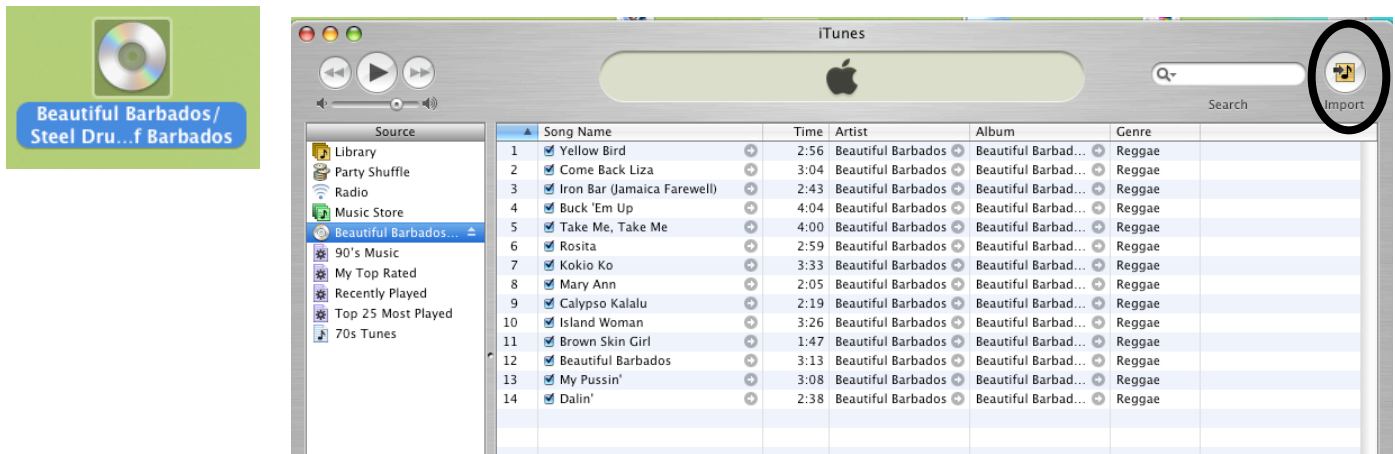 Beautiful Barbados/
Steel Dru...f Barbados
iTunes
Search
Import
Source
Library
Party Shuffle
Radio
Music Store
Beautiful Barbados...
90's Music
My Top Rated
Recently Played
Top 25 Most Played
70s Tunes
Song Name Time Artist Album Genre
1 Yellow Bird 2:56 Beautiful Barbados Beautiful Barbad... Reggae
2 Come Back Liza 3:04 Beautiful Barbados Beautiful Barbad... Reggae
3 Iron Bar (Jamaica Farewell) 2:43 Beautiful Barbados Beautiful Barbad... Reggae
4 Buck 'Em Up 4:04 Beautiful Barbados Beautiful Barbad... Reggae
5 Take Me, Take Me 4:00 Beautiful Barbados Beautiful Barbad... Reggae
6 Rosita 2:59 Beautiful Barbados Beautiful Barbad... Reggae
7 Kokio Ko 3:33 Beautiful Barbados Beautiful Barbad... Reggae
8 Mary Ann 2:05 Beautiful Barbados Beautiful Barbad... Reggae
9 Calypso Kalalu 2:19 Beautiful Barbados Beautiful Barbad... Reggae
10 Island Woman 3:26 Beautiful Barbados Beautiful Barbad... Reggae
11 Brown Skin Girl 1:47 Beautiful Barbados Beautiful Barbad... Reggae
12 Beautiful Barbados 3:13 Beautiful Barbados Beautiful Barbad... Reggae
13 My Pussin' 3:08 Beautiful Barbados Beautiful Barbad... Reggae
14 Dalin' 2:38 Beautiful Barbados Beautiful Barbad... Reggae